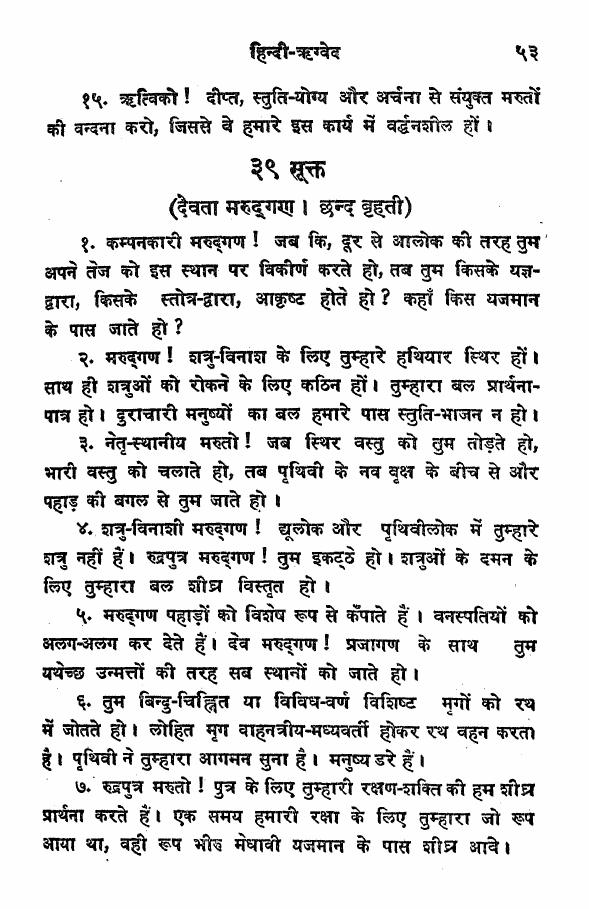 हिन्दी-ऋग्वेद ५३
१५. ऋत्विको! दीप्त, स्तुति-योग्य और अर्चना से संयुक्त मरुतों
की वन्दना करो, जिससे वे हमारे इस कार्य में वर्द्धनशील हों।
३९ सूक्त
(देवता मरुद्गण। छन्द बृहती)
१. कम्पनकारी मरुद्गण! जब कि, दूर से आलोक की तरह तुम
अपने तेज को इस स्थान पर विकीर्ण करते हो, तब तुम किसके यज्ञ-
द्वारा, किसके स्तोत्र-द्वारा, आकृष्ट होते हो? कहाँ किस यजमान
के पास जाते हो?
२. मरुद्गण! शत्रु-विनाश के लिए तुम्हारे हथियार स्थिर हों।
साथ ही शत्रुओं को रोकने के लिए कठिन हों। तुम्हारा बल प्रार्थना-
पात्र हो। दुराचारी मनुष्यों का बल हमारे पास स्तुति-भाजन न हो।
३. नेतृ-स्थानीय मरुतो! जब स्थिर वस्तु को तुम तोड़ते हो,
भारी वस्तु को चलाते हो, तब पृथिवी के नव वृक्ष के बीच से और
पहाड़ की बगल से तुम जाते हो।
४. शत्रु-विनाशी मरुद्गण! द्युलोक और पृथिवीलोक में तुम्हारे
शत्रु नहीं हैं। रुद्रपुत्र मरुद्गण! तुम इकट्ठे हो। शत्रुओं के दमन के
लिए तुम्हारा बल शीघ्र विस्तृत हो।
५. मरुद्गण पहाड़ों को विशेष रूप से कँपाते हैं। वनस्पतियों को
अलग-अलग कर देते हैं। देव मरुद्गण! प्रजागण के साथ तुम
यथेच्छ उन्मत्तों की तरह सब स्थानों को जाते हो।
६. तुम बिन्दु-चिह्नित या विविध-वर्ण विशिष्ट मृगों को रथ
में जोतते हो। लोहित मृग वाहनत्रीय-मध्यवर्ती होकर रथ वहन करता
है। पृथिवी ने तुम्हारा आगमन सुना है। मनुष्य डरे हैं।
७. रुद्रपुत्र मरुतो! पुत्र के लिए तुम्हारी रक्षण-शक्ति की हम शीघ्र
प्रार्थना करते हैं। एक समय हमारी रक्षा के लिए तुम्हारा जो रूप
आया था, वही रूप भीरु मेधावी यजमान के पास शीघ्र आवे।